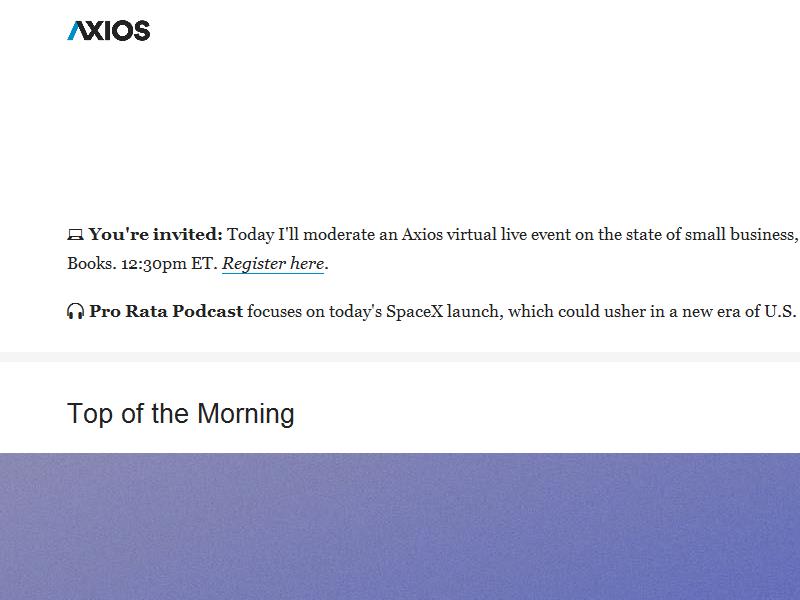 AXIOS
You're invited: Today I'll moderate an Axios virtual live event on the state of small business,
Books. 12:30pm ET. Register here.
Pro Rata Podcast focuses on today's SpaceX launch, which could usher in a new era of U.S.
Top of the Morning